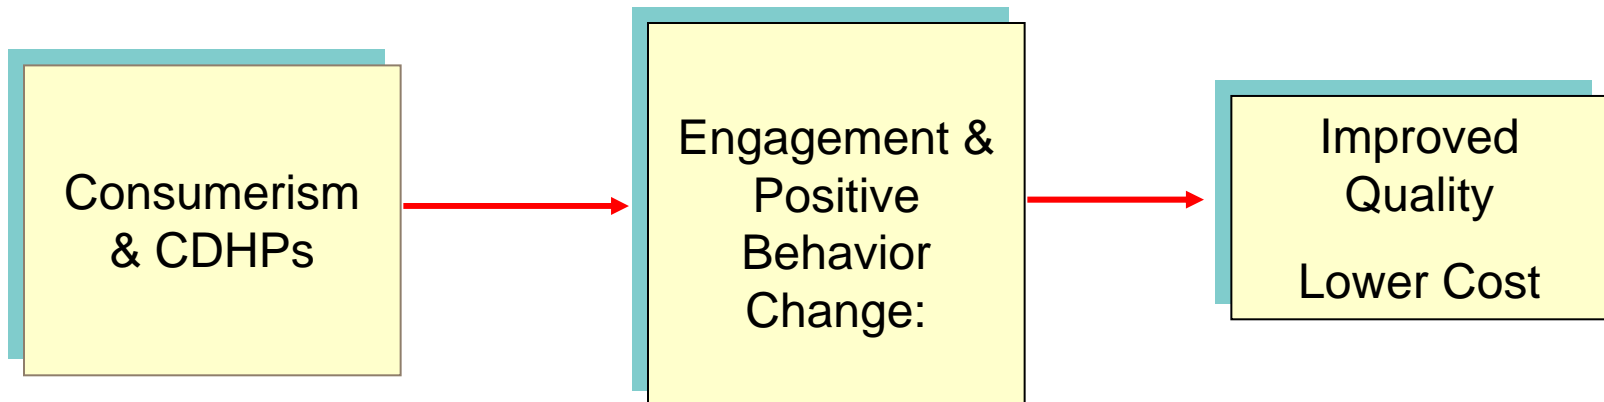 Consumerism
& CDHPs
Engagement &
Positive
Behavior
Change:
Improved
Quality
Lower Cost